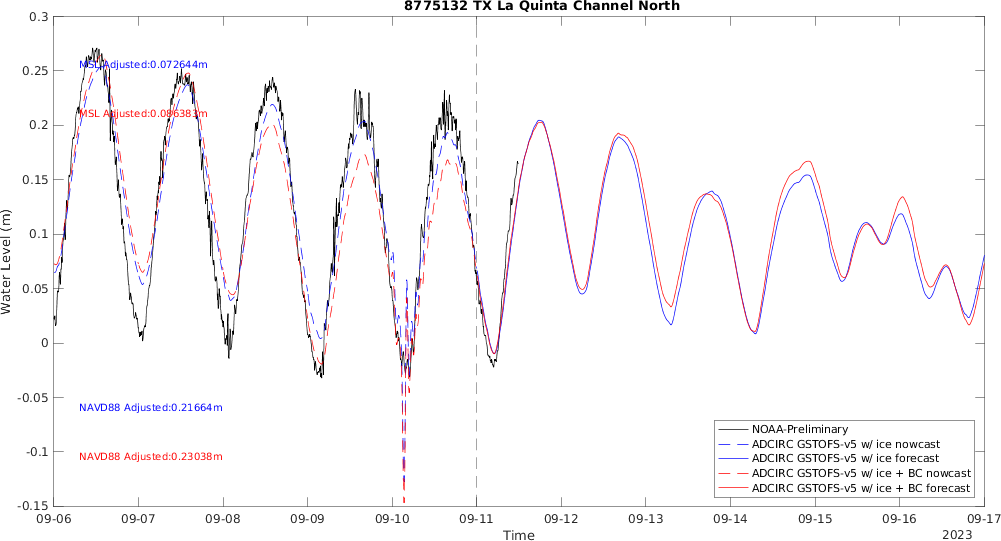 8775132 TX La Quinta Channel North
0.3
0.25
0.2
0.15
0.1
0.05
0
-0.05
-0.1
-0.15
Water Level (m)
MSL Adjusted:0.072644m
MSL Adjusted:0.086383m
NAVD88 Adjusted:0.21664m
NAVD88 Adjusted:0.23038m
NOAA-Preliminary
ADCIRC GSTOFS-v5 w/ ice nowcast
ADCIRC GSTOFS-v5 w/ ice forecast
ADCIRC GSTOFS-v5 w/ ice + BC nowcast
ADCIRC GSTOFS-v5 w/ ice + BC forecast
09-06 09-07 09-08 09-09 09-10 09-11 09-12 09-13 09-14 09-15 09-16 09-17
Time
2023